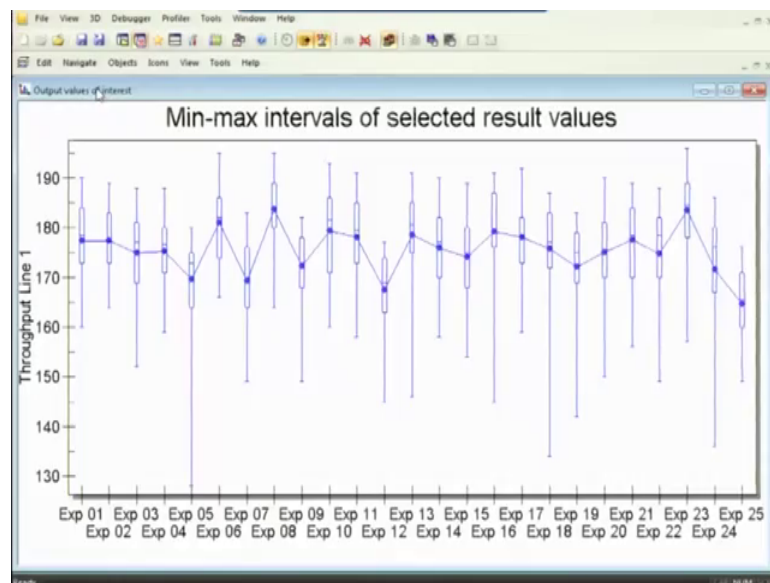 File View 3D Debugger Profiler Tools Window Help
Edit Navigate Objects Icons View Tools Help
Output values of interest
Min-max intervals of selected result values
Throughput Line 1
190
180
170
160
150
140
130
Exp 01 Exp 03 Exp 05 Exp 07 Exp 09 Exp 11 Exp 13 Exp 15 Exp 17 Exp 19 Exp 21 Exp 23 Exp 25
Exp 02 Exp 04 Exp 06 Exp 08 Exp 10 Exp 12 Exp 14 Exp 16 Exp 18 Exp 20 Exp 22 Exp 24